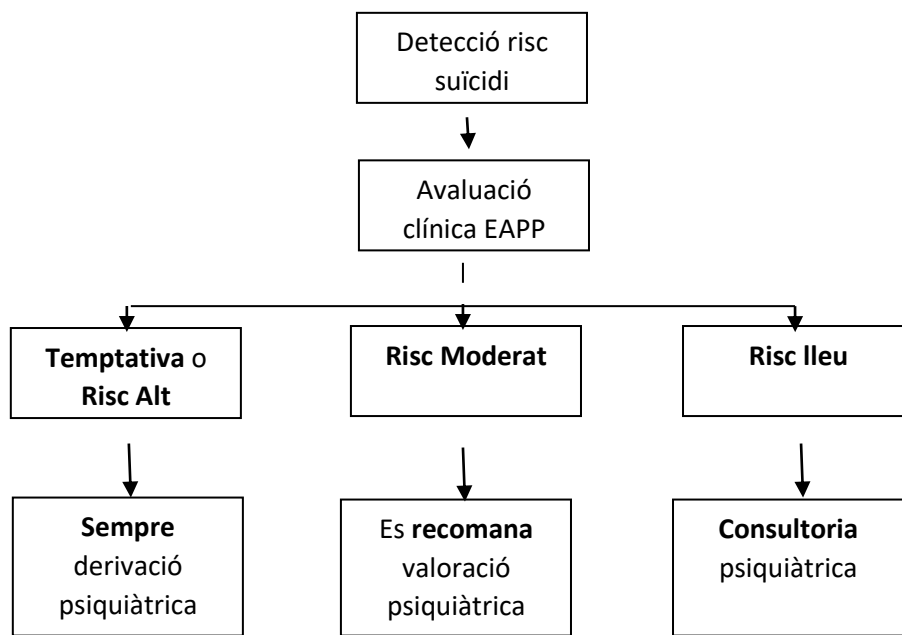 Detecció risc
suïcidi
Avaluació
clínica EAPP
Temptativa o
Risc Alt
Risc Moderat
Risc lleu
Sempre
derivació
psiquiàtrica
Es recomana
valoració
psiquiàtrica
Consultoria
psiquiàtrica